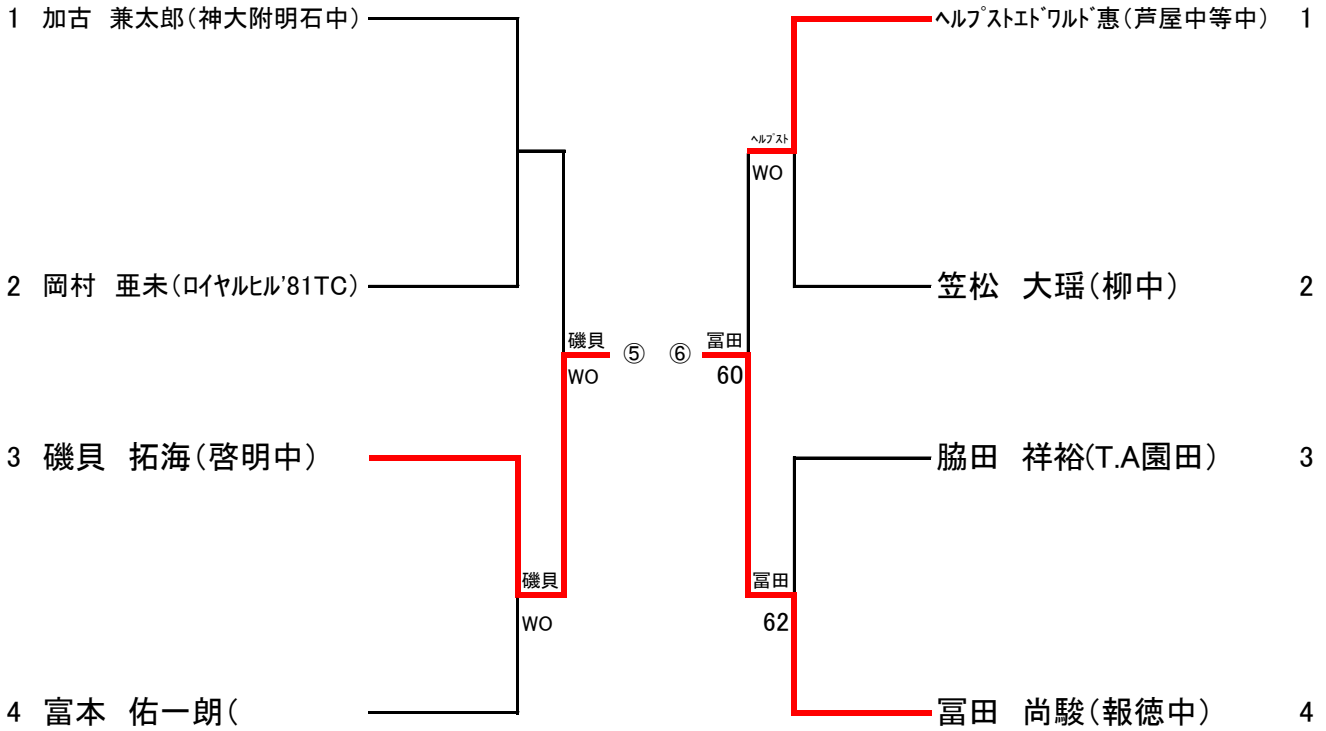 1 加古 兼太郎(神大附明石中)
2 岡村 亜未(ロイヤルヒル'81TC)
磯貝
WO
⑤
3 磯貝 拓海(啓明中)
磯貝
WO
4 富本 佑一朗(
ヘルプストエドワルド恵(芦屋中等中) 1
ヘルプスト
WO
笠松 大瑶(柳中) 2
⑥
冨田
60
脇田 祥裕(T.A園田) 3
冨田
62
冨田 尚駿(報徳中) 4